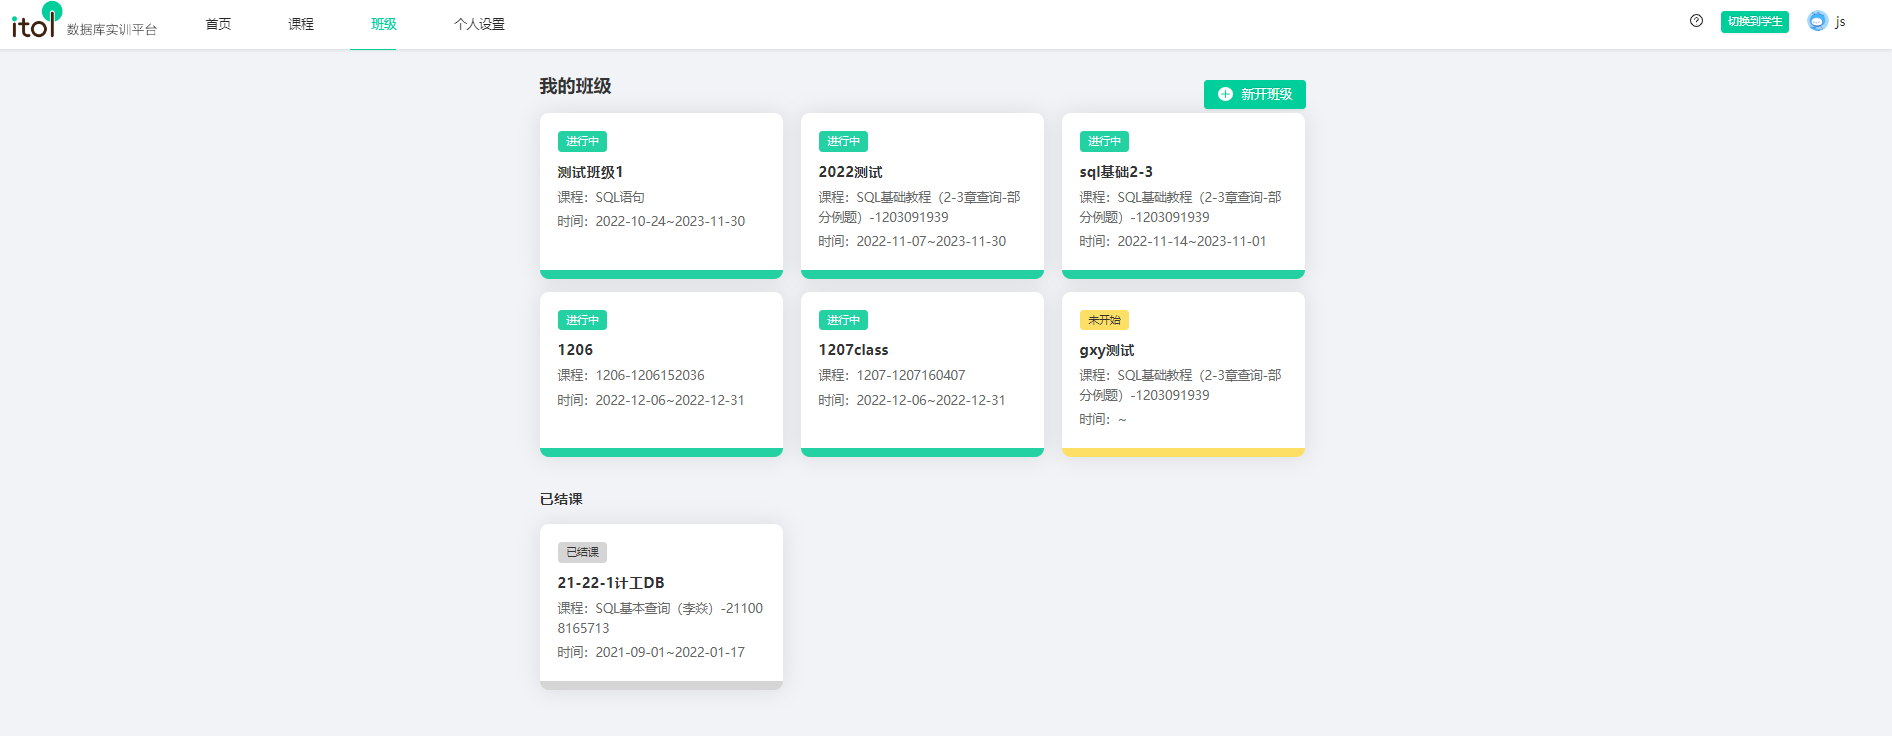 itol 数据库实训平台 首页 课程 班级 个人设置 切换到学生 js
我的班级
新开班级
进行中
测试班级1
课程：SQL语句
时间：2022-10-24~2023-11-30
进行中
2022测试
课程：SQL基础教程（2-3章查询-部
分例题）-1203091939
时间：2022-11-07~2023-11-30
进行中
sql基础2-3
课程：SQL基础教程（2-3章查询-部
分例题）-1203091939
时间：2022-11-14~2023-11-01
进行中
1206
课程：1206-1206152036
时间：2022-12-06~2022-12-31
进行中
1207class
课程：1207-1207160407
时间：2022-12-06~2022-12-31
未开始
gxy测试
课程：SQL基础教程（2-3章查询-部
分例题）-1203091939
时间：~
已结课
已结课
21-22-1计工DB
课程：SQL基本查询（李焱）-21100
8165713
时间：2021-09-01~2022-01-17